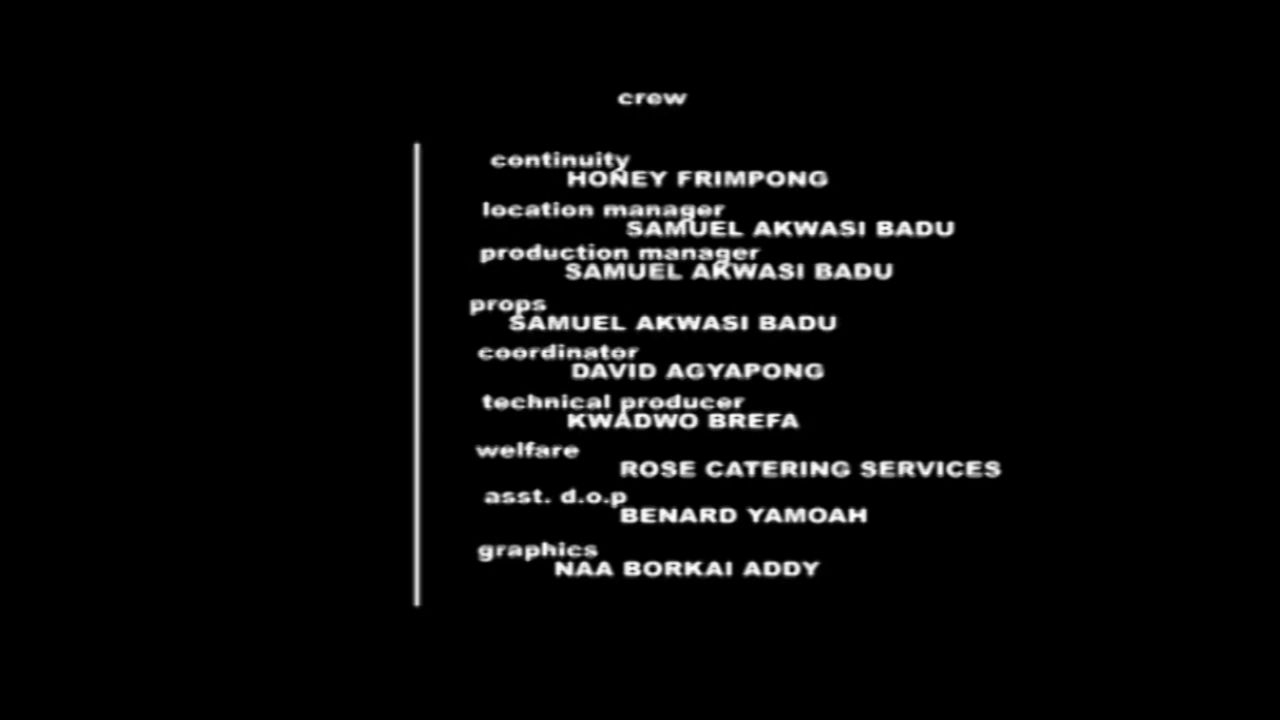 crew
continuity
HONEY FRIMPONG
location manager
SAMUEL AKWASI BADU
production manager
SAMUEL AKWASI BADU
props
SAMUEL AKWASI BADU
coordinator
DAVID AGYAPONG
technical producer
KWADWO BREFA
welfare
ROSE CATERING SERVICES
asst. d.o.p
BENARD YAMOAH
graphics
NAA BORKAI ADDY